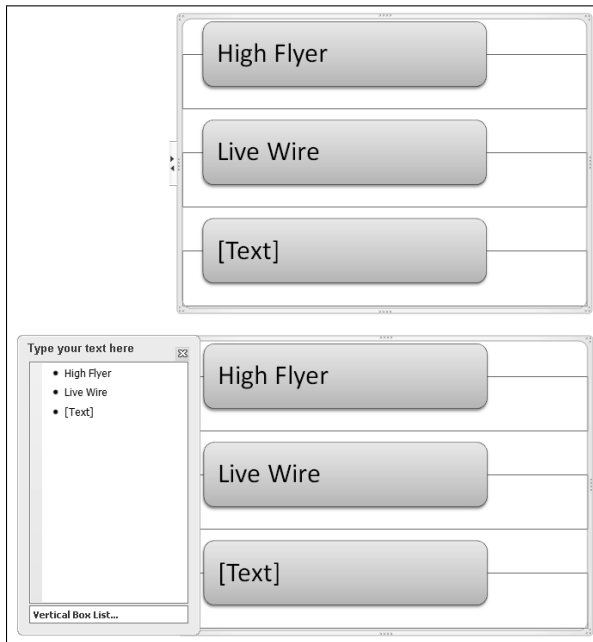 High Flyer
Live Wire
[Text]
Type your text here
High Flyer
Live Wire
[Text]
Vertical Box List...
High Flyer
Live Wire
[Text]